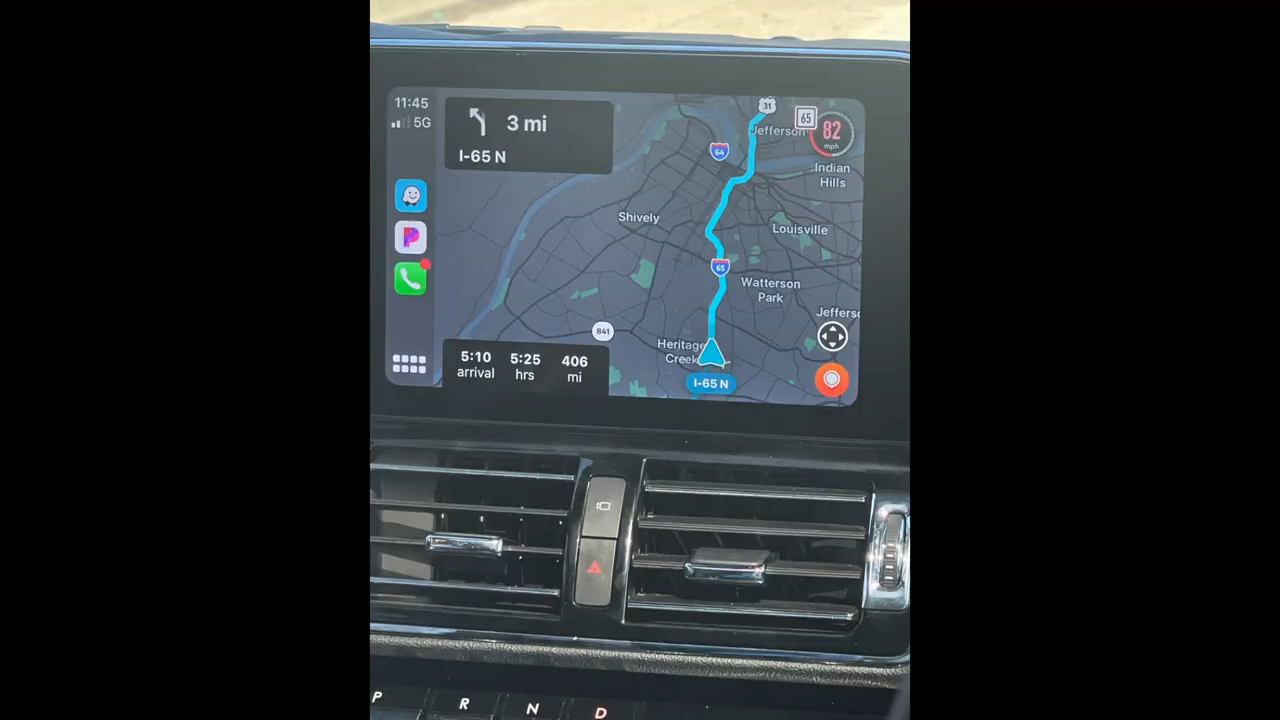 11:45
5G
3 mi
I-65 N
31
65
82
mph
Jefferson
64
Indian
Hills
Shively
Louisville
65
Watterson
Park
841
Jeffers
Heritage
Creek
I-65 N
5:10 5:25 406
arrival hrs mi
P R N D